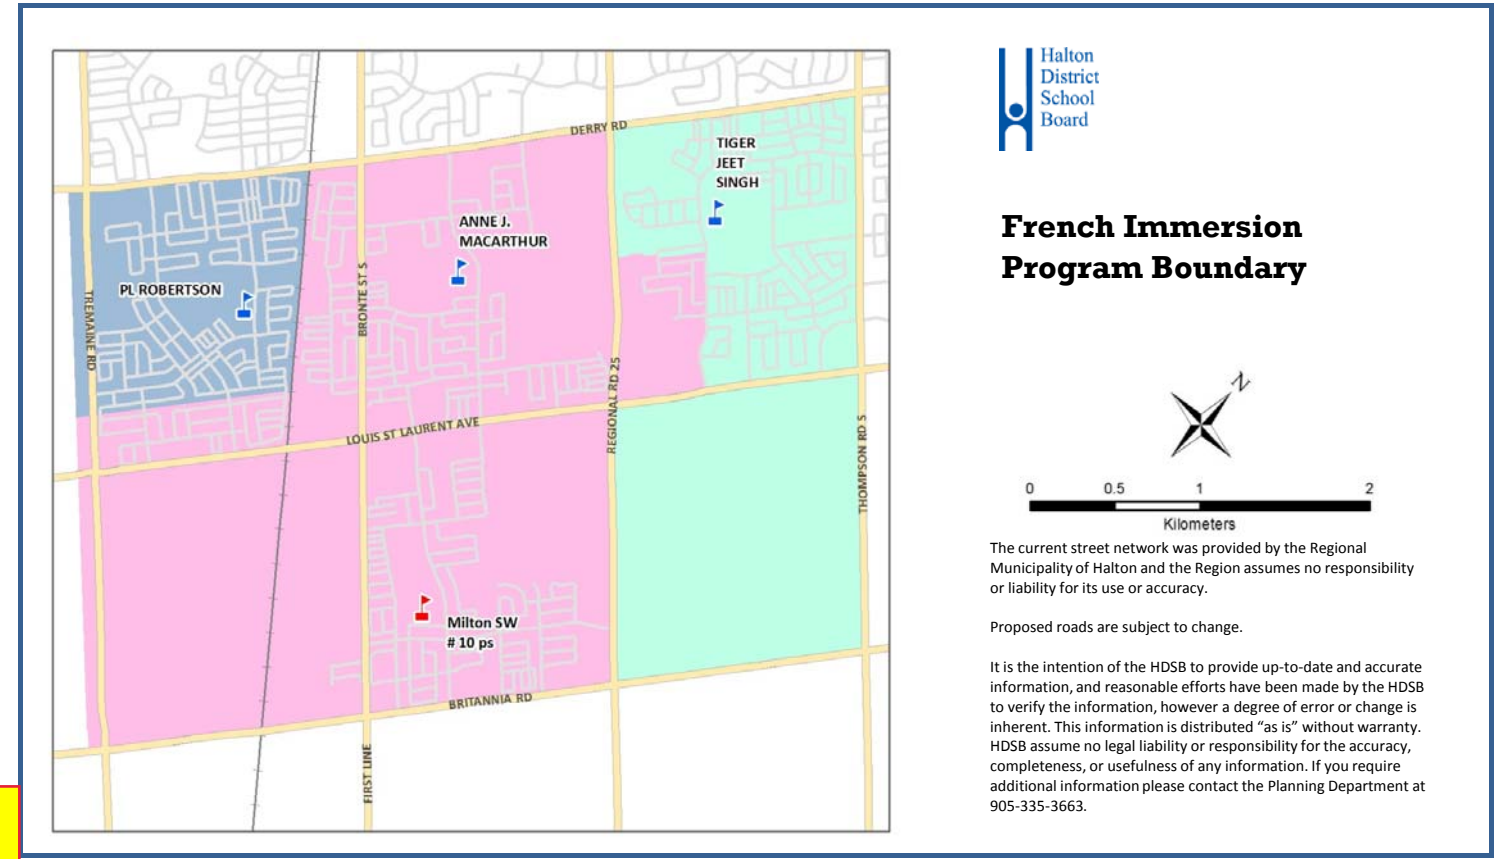 DERRY RD
TIGER
JEET
SINGH
ANNE J.
MACARTHUR
PL ROBERTSON
TREMAINE RD
BRONTE ST S
REGIONAL RD 25
LOUIS ST LAURENT AVE
THOMPSON RD S
Milton SW
# 10 ps
BRITANNIA RD
FIRST LINE
Halton
District
School
Board
French Immersion
Program Boundary
N
0 0.5 1 2
Kilometers
The current street network was provided by the Regional
Municipality of Halton and the Region assumes no responsibility
or liability for its use or accuracy.
Proposed roads are subject to change.
It is the intention of the HDSB to provide up-to-date and accurate
information, and reasonable efforts have been made by the HDSB
to verify the information, however a degree of error or change is
inherent. This information is distributed “as is” without warranty.
HDSB assume no legal liability or responsibility for the accuracy,
completeness, or usefulness of any information. If you require
additional information please contact the Planning Department at
905-335-3663.